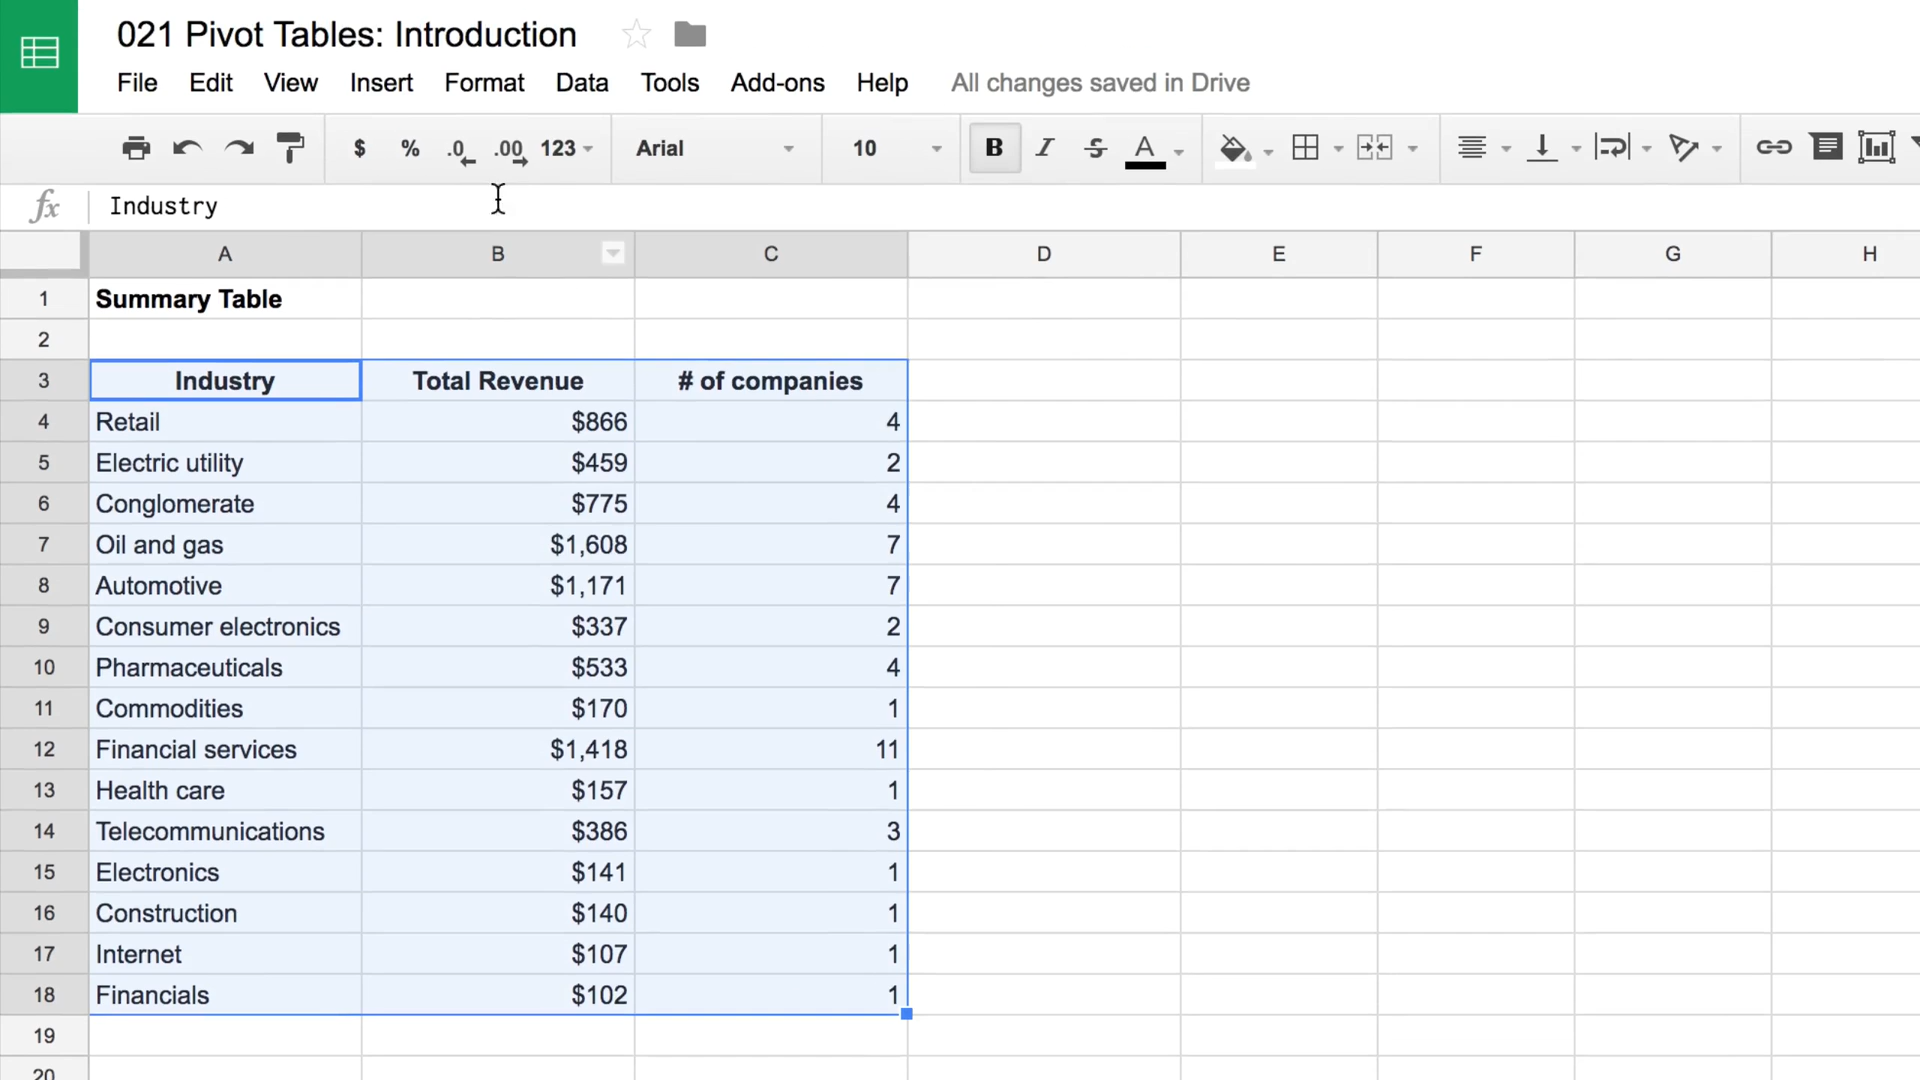 021 Pivot Tables: Introduction
File Edit View Insert Format Data Tools Add-ons Help All changes saved in Drive
$ % .0 .00 123 Arial 10 B I S A
fx Industry
A B C D E F G H
1 Summary Table
2
3 Industry Total Revenue # of companies
4 Retail $866 4
5 Electric utility $459 2
6 Conglomerate $775 4
7 Oil and gas $1,608 7
8 Automotive $1,171 7
9 Consumer electronics $337 2
10 Pharmaceuticals $533 4
11 Commodities $170 1
12 Financial services $1,418 11
13 Health care $157 1
14 Telecommunications $386 3
15 Electronics $141 1
16 Construction $140 1
17 Internet $107 1
18 Financials $102 1
19
20